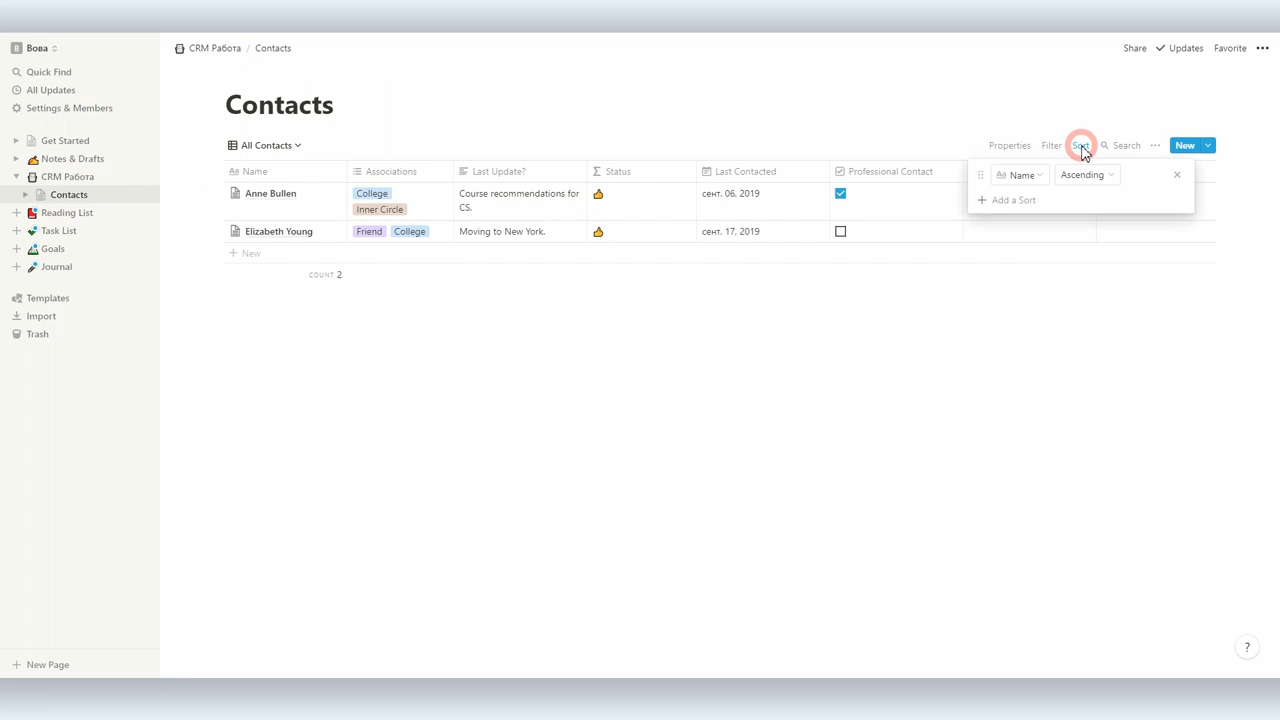 B Вова
CRM Работа / Contacts
Share Updates Favorite
Quick Find
All Updates
Settings & Members
Get Started
Notes & Drafts
CRM Работа
Contacts
Reading List
Task List
Goals
Journal
Templates
Import
Trash
New Page
Contacts
All Contacts
Properties Filter Sort Search New
Aa Name Associations Last Update? Status Last Contacted Professional Contact
Anne Bullen College Course recommendations for сент. 06, 2019
Inner Circle CS.
Elizabeth Young Friend College Moving to New York. сент. 17, 2019
New
COUNT 2
Aa Name Ascending
Add a Sort
?